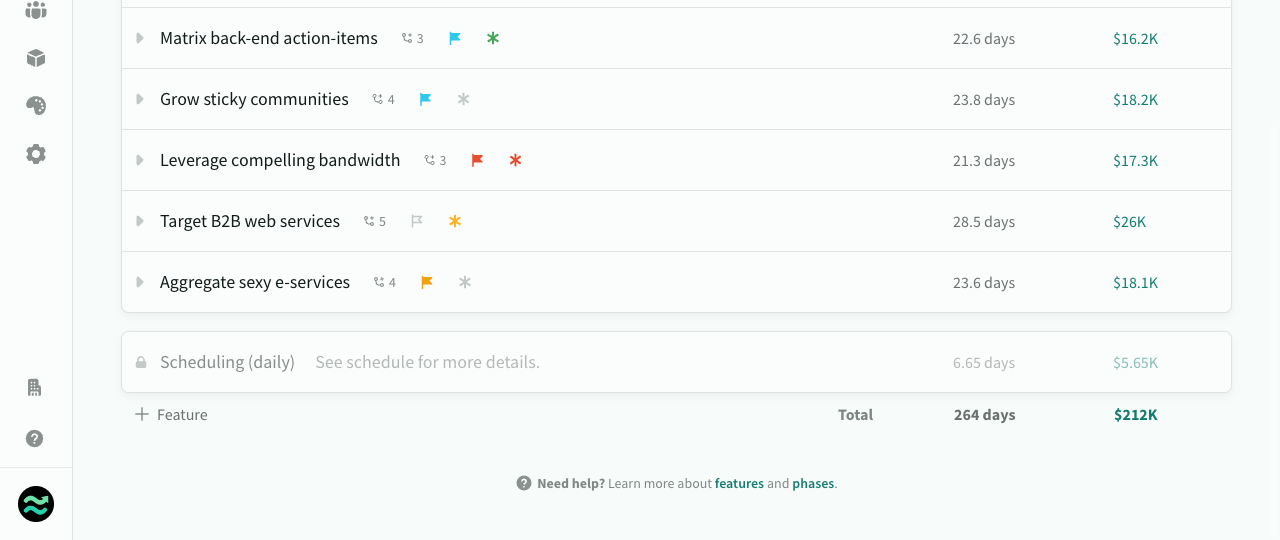 Matrix back-end action-items 3 22.6 days $16.2K
Grow sticky communities 4 23.8 days $18.2K
Leverage compelling bandwidth 3 21.3 days $17.3K
Target B2B web services 5 28.5 days $26K
Aggregate sexy e-services 4 23.6 days $18.1K
Scheduling (daily) See schedule for more details. 6.65 days $5.65K
Feature Total 264 days $212K
Need help? Learn more about features and phases.